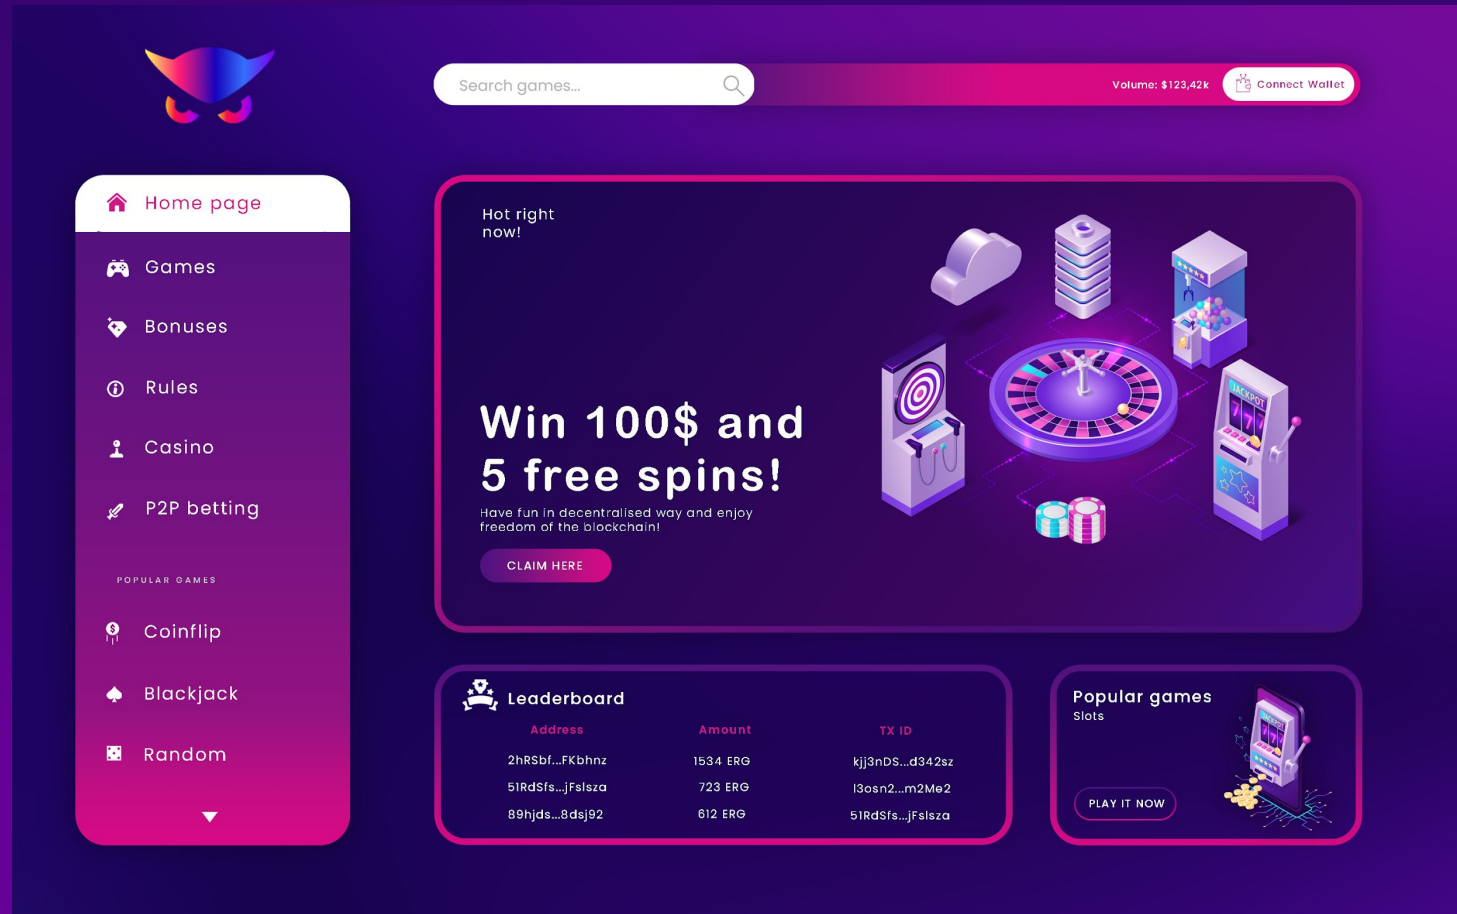 Search games...
Volume: $123,42k
Connect Wallet
Home page
Games
Bonuses
Rules
Casino
P2P betting
POPULAR GAMES
Coinflip
Blackjack
Random
Hot right
now!
Win 100$ and
5 free spins!
Have fun in decentralised way and enjoy
freedom of the blockchain!
CLAIM HERE
JACKPOT
777
Leaderboard
Address Amount TX ID
2hRSbf...FKbhnz 1534 ERG kjj3nDS...d342sz
51RdSfs...jFslsza 723 ERG l3osn2...m2Me2
89hjds...8dsj92 612 ERG 51RdSfs...jFslsza
Popular games
Slots
PLAY IT NOW
JACKPOT
777